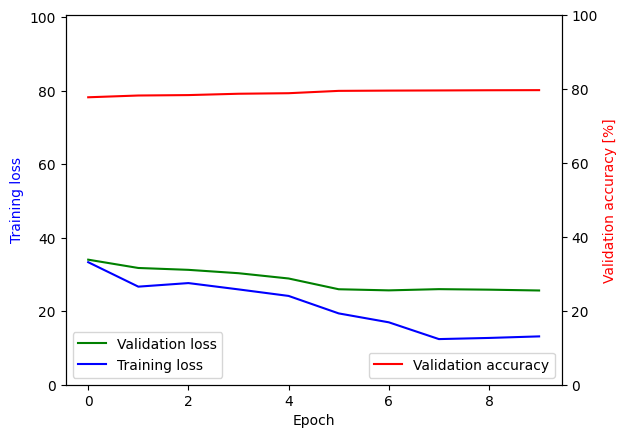 100
80
60
40
20
0
Training loss
100
80
60
40
20
0
Validation accuracy [%]
Validation loss
Training loss
Validation accuracy
0 2 4 6 8
Epoch